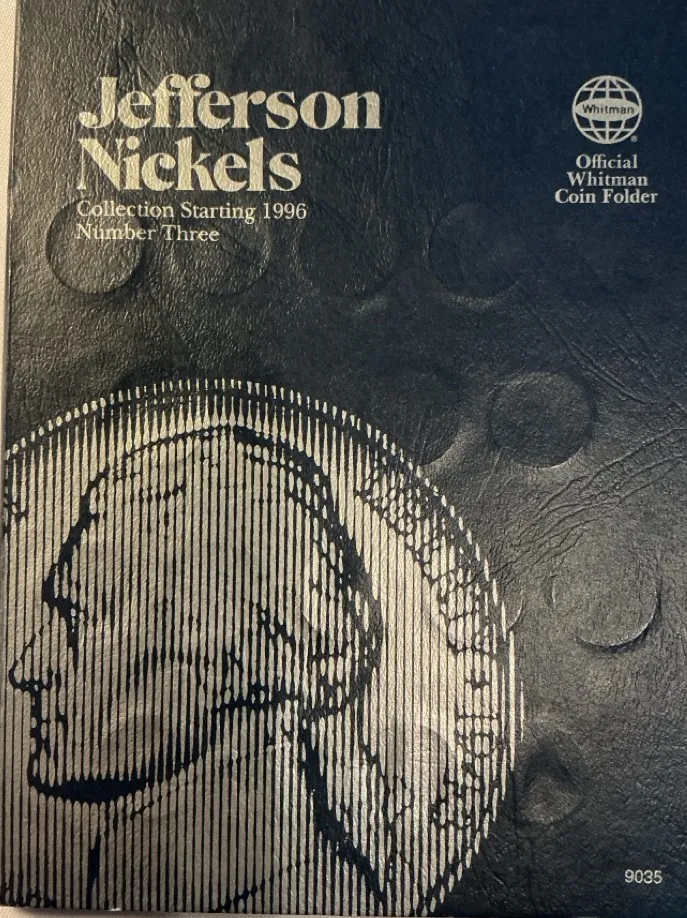 Jefferson
Nickels
Collection Starting 1996
Number Three
Whitman
®
Official
Whitman
Coin Folder
9035